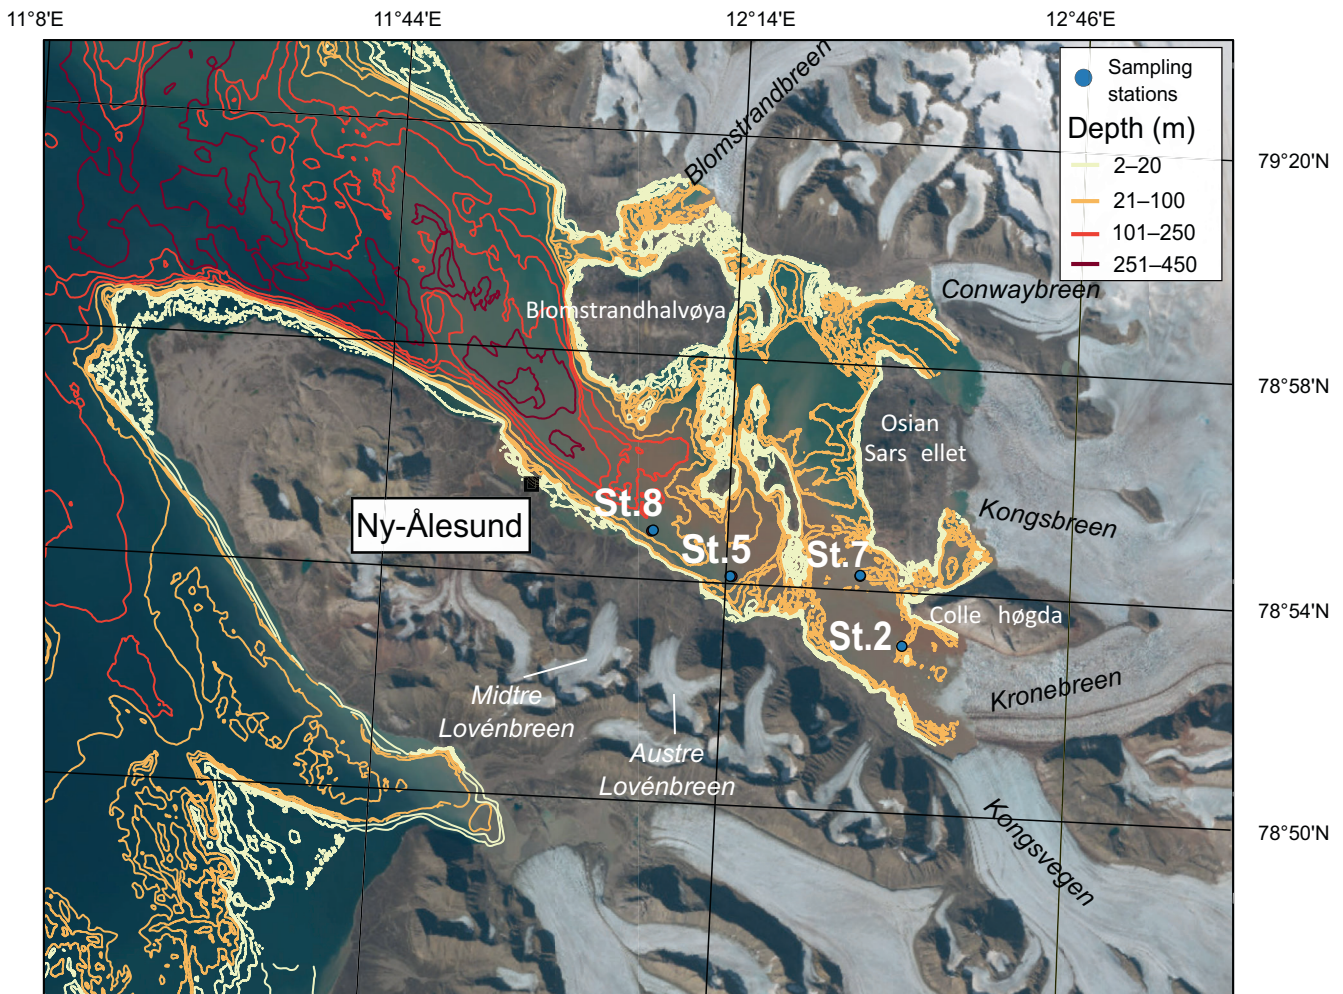 11°8'E
11°44'E
12°14'E
12°46'E
Sampling
stations
Depth (m)
2–20
21–100
101–250
251–450
79°20'N
78°58'N
78°54'N
78°50'N
Blomstrandbreen
Conwaybreen
Blomstrandhalvøya
Osian
Sars ellet
Kongsbreen
St.8
Ny-Ålesund
St.5
St.7
Colle høgda
St.2
Kronebreen
Midtre
Lovénbreen
Austre
Lovénbreen
Kongsvegen